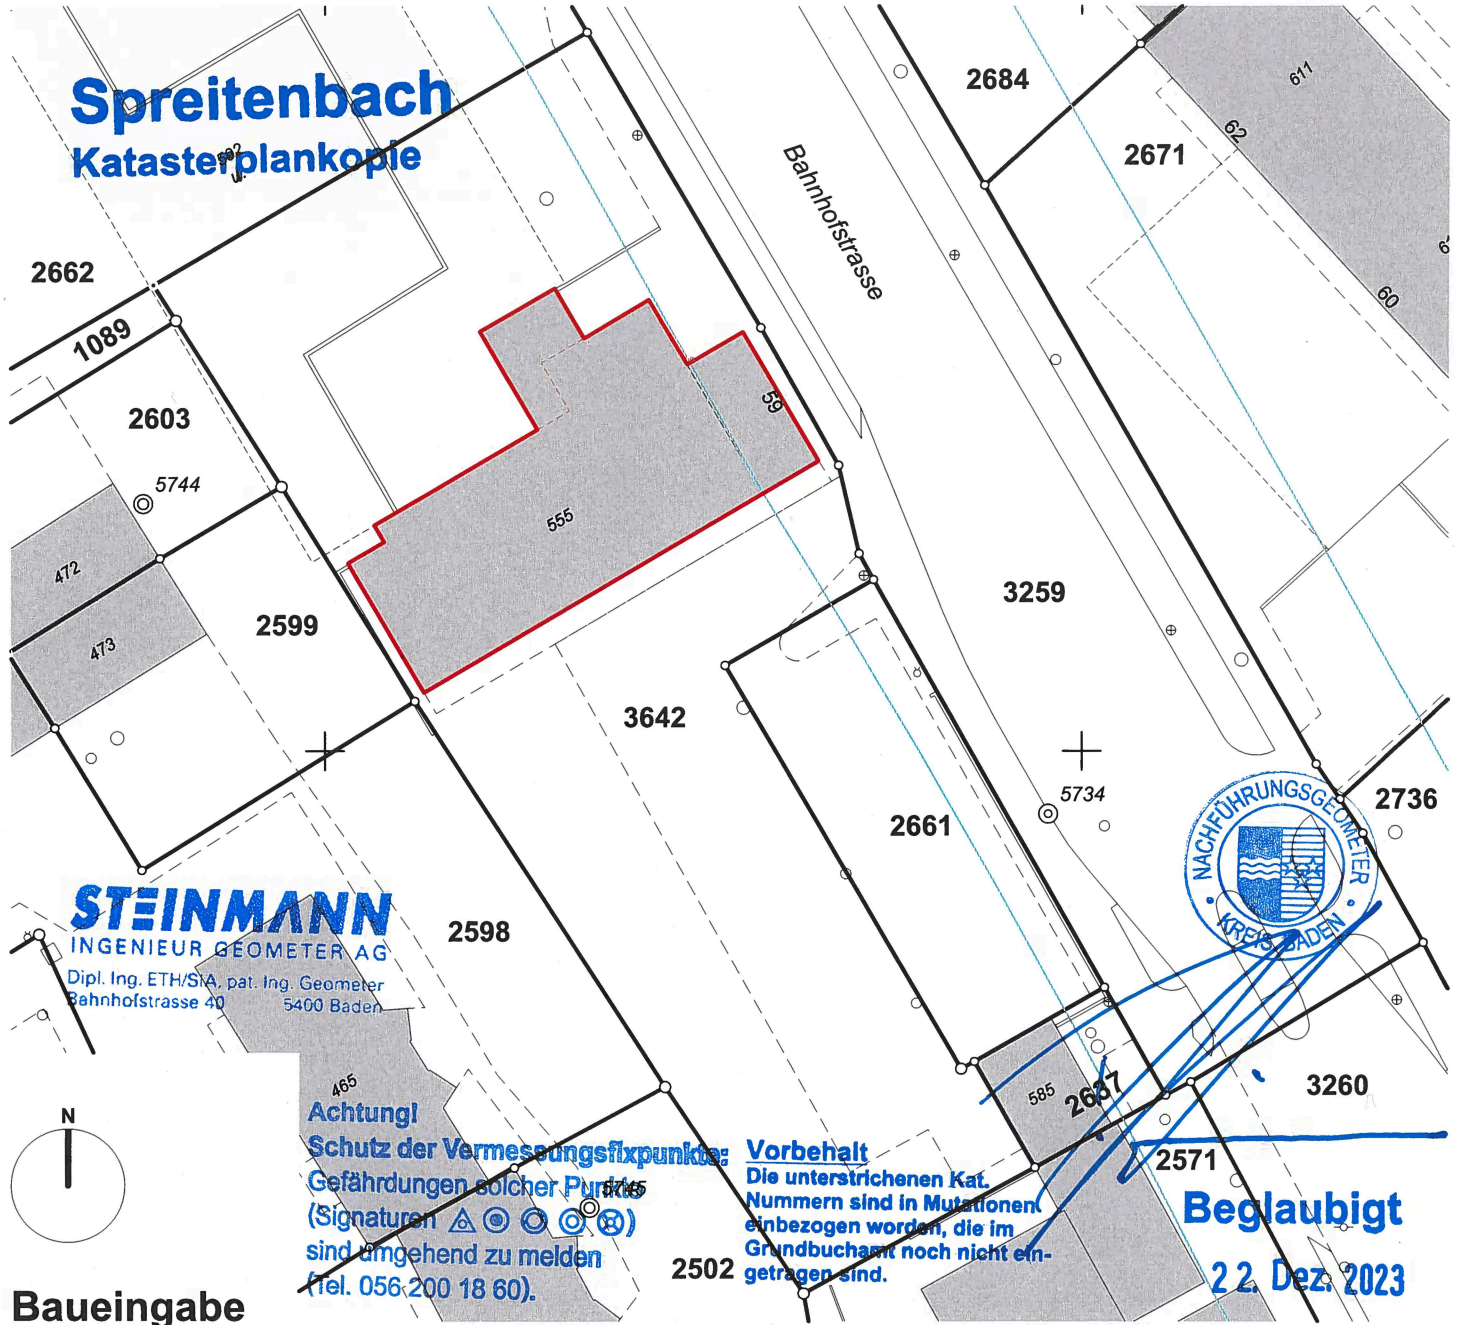 Spreitenbach
Katasterplankopie
2684
611
62
2671
Bahnhofstrasse
2662
1089
60
2603
59
5744
555
472
473
2599
3259
3642
5734
2736
2661
NACHFÜHRUNGSGEOMETER
KREIS BADEN
STEINMANN
INGENIEUR GEOMETER AG
Dipl. Ing. ETH/SIA, pat. Ing. Geometer
Bahnhofstrasse 40 5400 Baden
2598
465
585
2637
3260
N
Achtung!
Schutz der Vermessungsfixpunkte:
Gefährdungen solcher Punkte
(Signaturen
sind umgehend zu melden
(Tel. 056 200 18 60).
Vorbehalt
Die unterstrichenen Kat.
Nummern sind in Mutationen
einbezogen worden, die im
Grundbuchamt noch nicht ein-
getragen sind.
2571
2502
Beglaubigt
22. Dez. 2023
Baueingabe